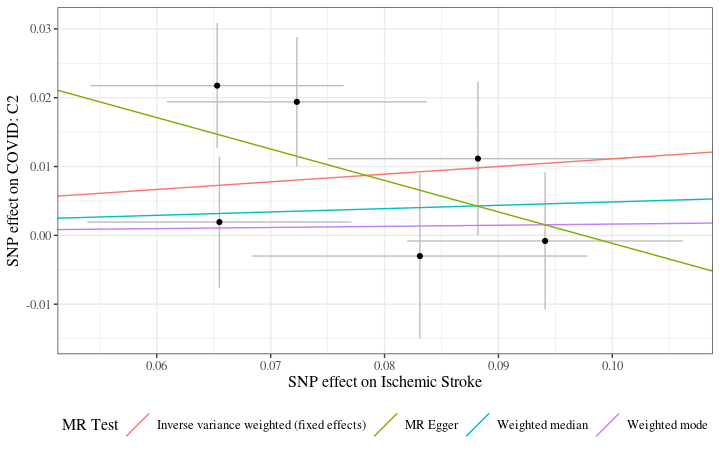 0.03
0.02
0.01
0.00
-0.01
SNP effect on COVID: C2
0.06 0.07 0.08 0.09 0.10
SNP effect on Ischemic Stroke
MR Test Inverse variance weighted (fixed effects) MR Egger Weighted median Weighted mode